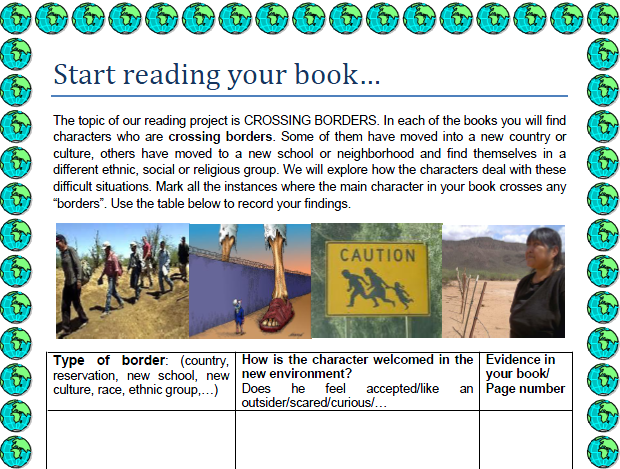 Start reading your book…
The topic of our reading project is CROSSING BORDERS. In each of the books you will find
characters who are crossing borders. Some of them have moved into a new country or
culture, others have moved to a new school or neighborhood and find themselves in a
different ethnic, social or religious group. We will explore how the characters deal with these
difficult situations. Mark all the instances where the main character in your book crosses any
“borders”. Use the table below to record your findings.
CAUTION
Type of border: (country,
reservation, new school, new
culture, race, ethnic group,…)
How is the character welcomed in the
new environment?
Does he feel accepted/like an
outsider/scared/curious/…
Evidence in
your book/
Page number